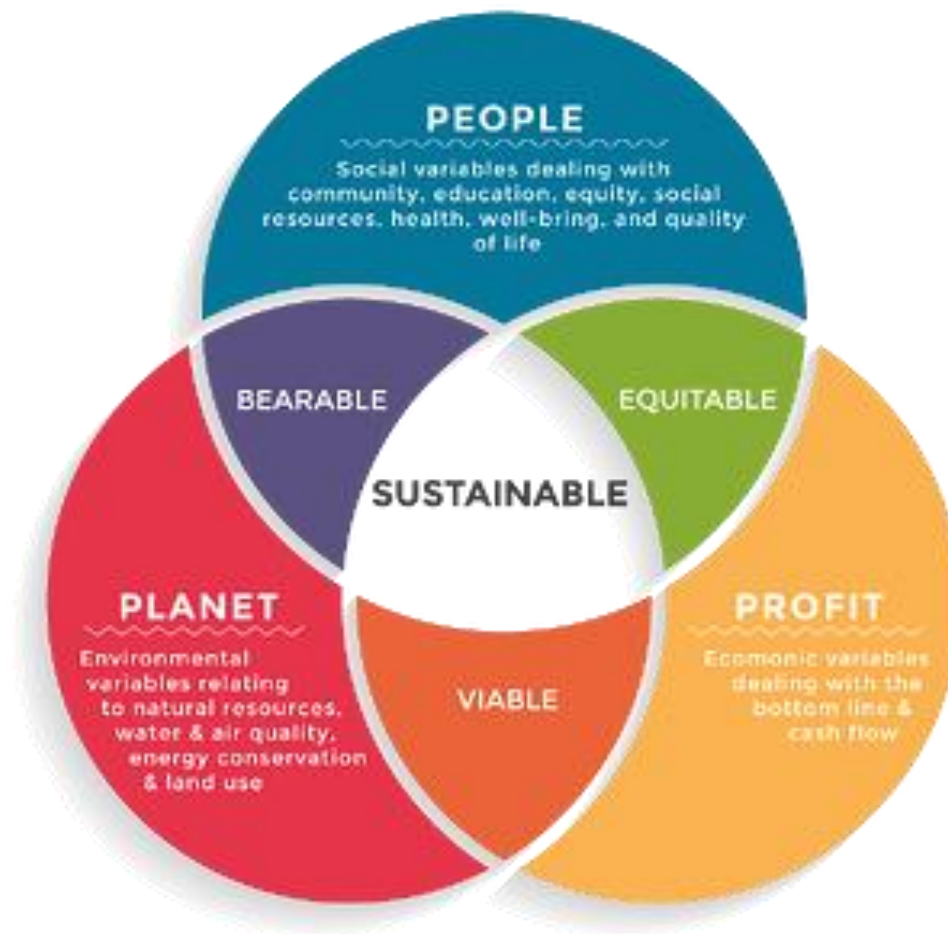 PEOPLE
Social variables dealing with
community, education, equity, social
resources, health, well-bring, and quality
of life
BEARABLE
EQUITABLE
SUSTAINABLE
PLANET
Environmental
variables relating
to natural resources,
water & air quality,
energy conservation
& land use
VIABLE
PROFIT
Ecomonic variables
dealing with the
bottom line &
cash flow